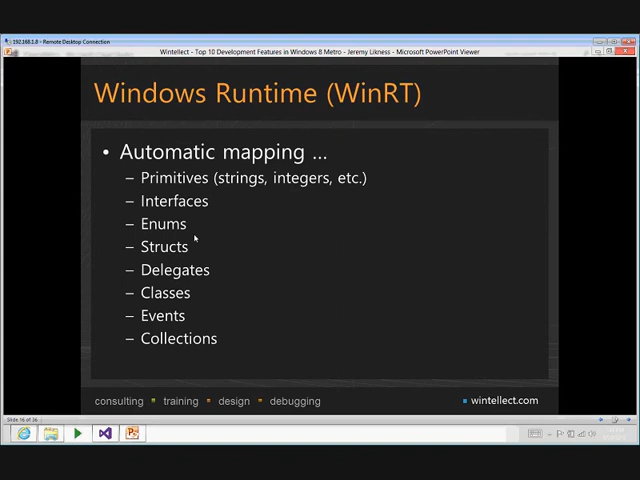 192.168.1.8 - Remote Desktop Connection
Wintellect - Top 10 Development Features in Windows 8 Metro - Jeremy Likness - Microsoft PowerPoint Viewer
Windows Runtime (WinRT)
• Automatic mapping ...
– Primitives (strings, integers, etc.)
– Interfaces
– Enums
– Structs
– Delegates
– Classes
– Events
– Collections
consulting training design debugging wintellect.com
Slide 16 of 36